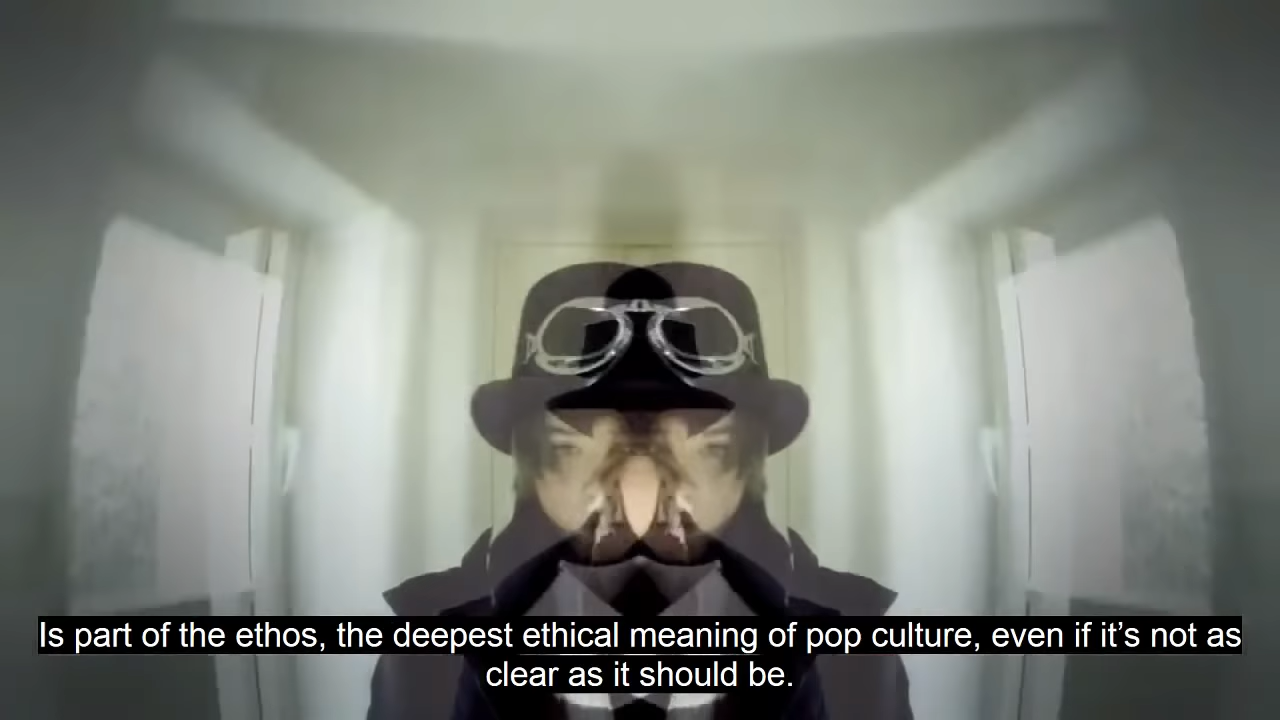 Is part of the ethos, the deepest ethical meaning of pop culture, even if it’s not as
clear as it should be.